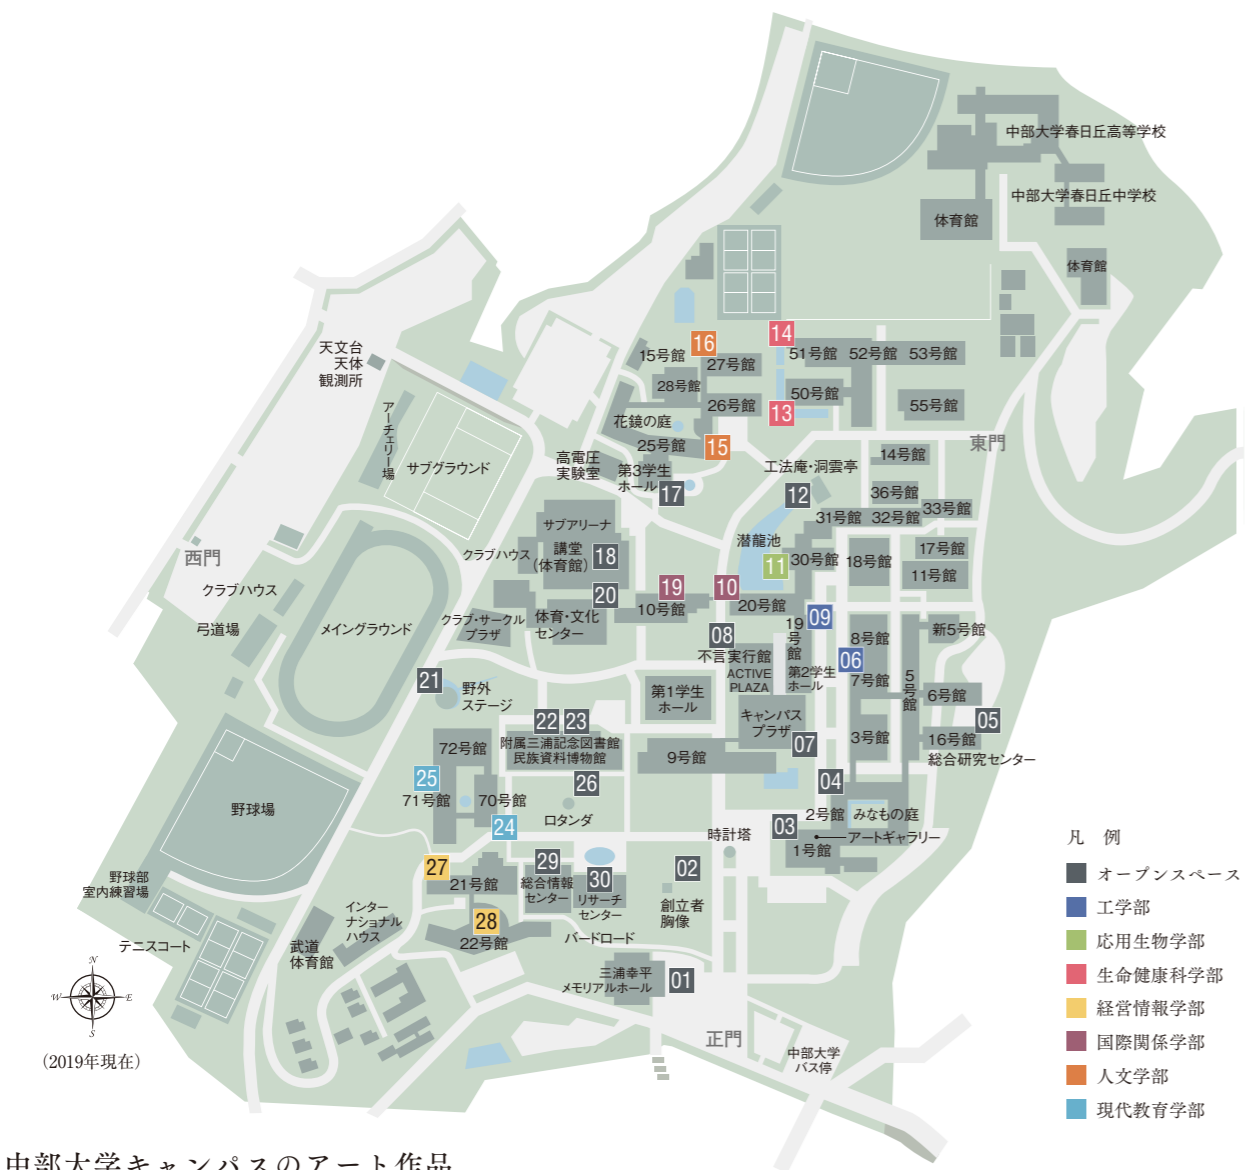 中部大学春日丘高等学校
中部大学春日丘中学校
体育館
体育館
天文台
天体
観測所
アーチェリー場
サブグラウンド
15号館
16
27号館
28号館
26号館
花鏡の庭
25号館
15
14
51号館
52号館
53号館
50号館
13
55号館
東門
高電圧
実験室
第3学生
ホール
17
工法庵・洞雲亭
12
14号館
36号館
33号館
31号館
32号館
潜龍池
11
30号館
18号館
17号館
11号館
西門
クラブハウス
弓道場
メイングラウンド
クラブハウス
サブアリーナ
講堂
(体育館)
18
20
体育・文化
センター
クラブ・サークル
プラザ
19
10号館
10
20号館
09
19号館
08
不言実行館
ACTIVE
PLAZA
第2学生
ホール
06
8号館
7号館
5号館
新5号館
6号館
05
16号館
総合研究センター
3号館
21
野外
ステージ
第1学生
ホール
キャンパス
プラザ
07
22
23
附属三浦記念図書館
民族資料博物館
9号館
72号館
25
71号館
70号館
26
ロタンダ
24
04
2号館
みなもの庭
03
アートギャラリー
1号館
時計塔
野球場
野球部
室内練習場
テニスコート
武道
体育館
インター
ナショナル
ハウス
27
21号館
28
22号館
29
総合情報
センター
30
リサーチ
センター
02
創立者
胸像
バードロード
三浦幸平
メモリアルホール
01
正門
中部大学
バス停
N
W
E
S
(2019年現在)
凡 例
オープンスペース
工学部
応用生物学部
生命健康科学部
経営情報学部
国際関係学部
人文学部
現代教育学部
中部大学キャンパスのアート作品